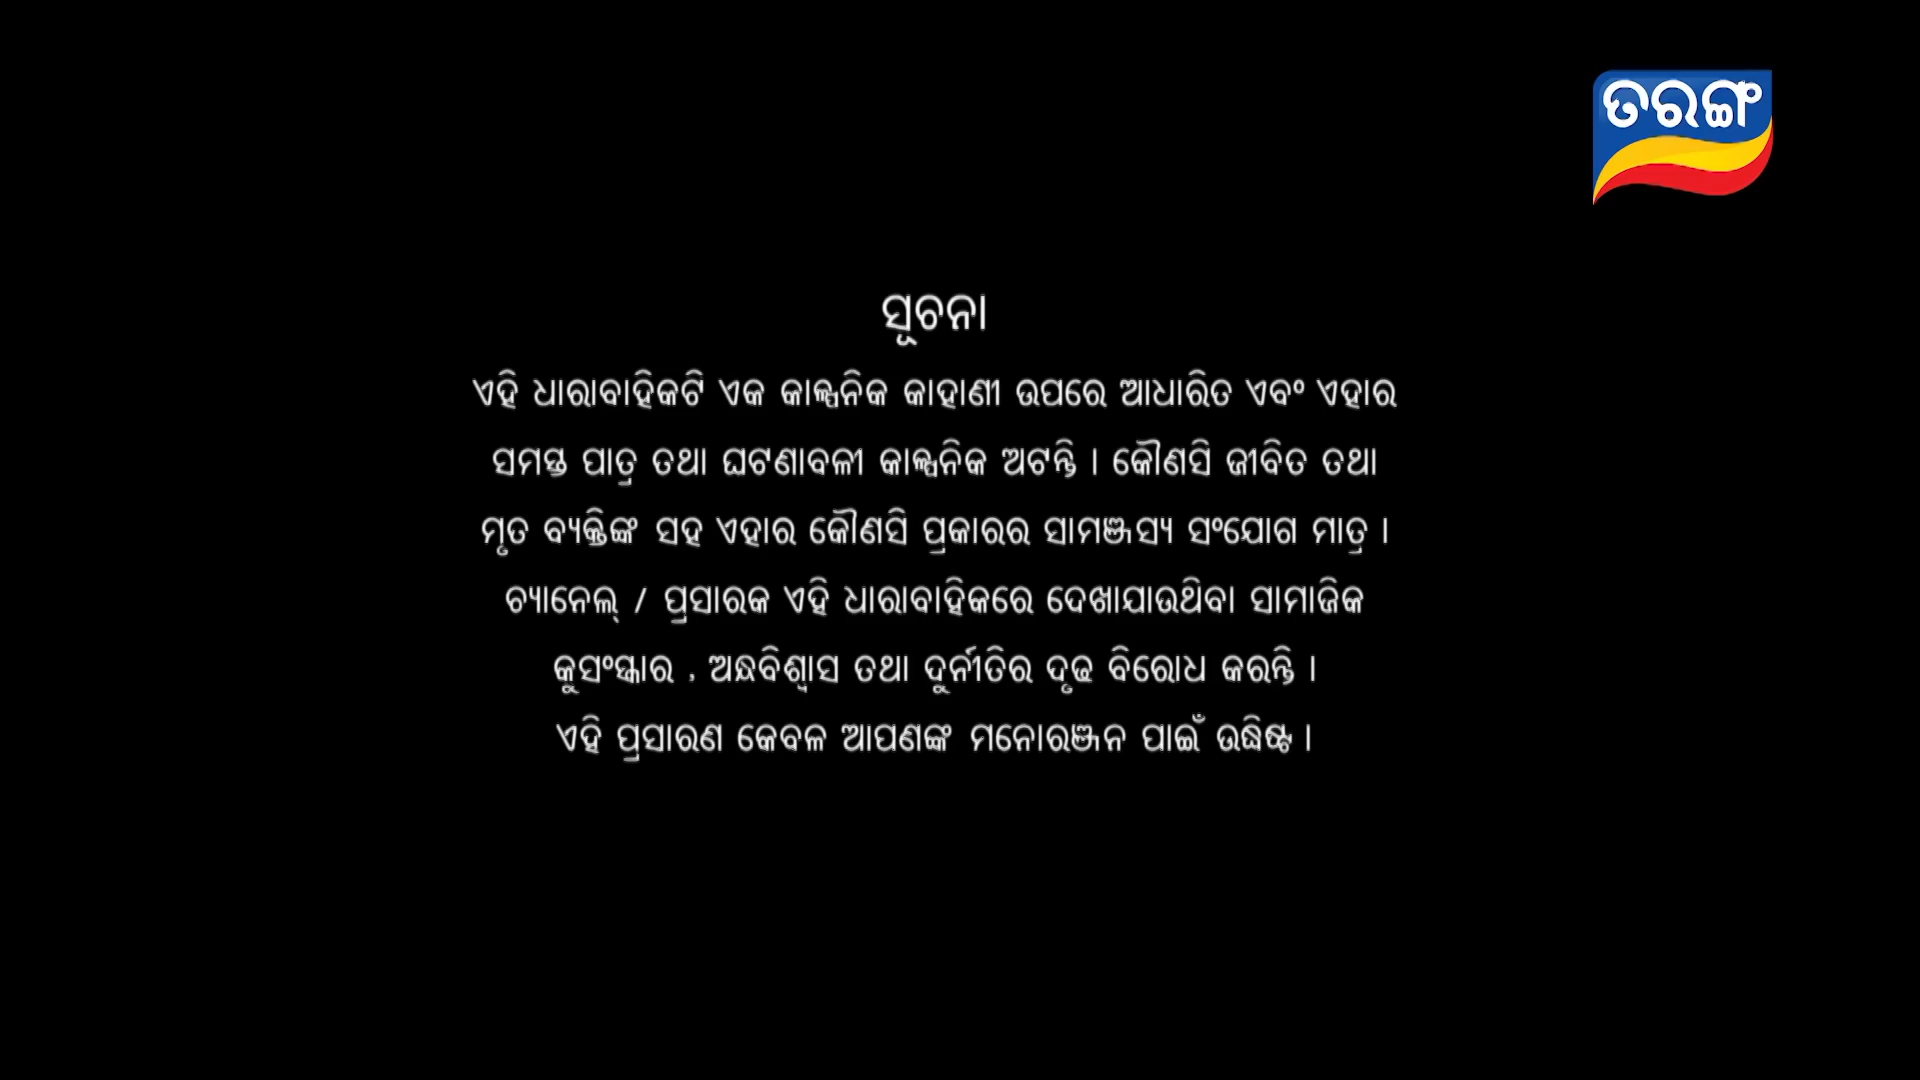 ତରଙ୍ଗ
ସୂଚନା
ଏହି ଧାରାବାହିକଟି ଏକ କାଳ୍ପନିକ କାହାଣୀ ଉପରେ ଆଧାରିତ ଏବଂ ଏହାର
ସମସ୍ତ ପାତ୍ର ତଥା ଘଟଣାବଳୀ କାଳ୍ପନିକ ଅଟନ୍ତି । କୌଣସି ଜୀବିତ ତଥା
ମୃତ ବ୍ୟକ୍ତିଙ୍କ ସହ ଏହାର କୌଣସି ପ୍ରକାରର ସାମଞ୍ଜସ୍ୟ ସଂଯୋଗ ମାତ୍ର ।
ଚ୍ୟାନେଲ୍ / ପ୍ରସାରକ ଏହି ଧାରାବାହିକରେ ଦେଖାଯାଉଥିବା ସାମାଜିକ
କୁସଂସ୍କାର , ଅନ୍ଧବିଶ୍ୱାସ ତଥା ଦୁର୍ନୀତିର ଦୃଢ ବିରୋଧ କରନ୍ତି ।
ଏହି ପ୍ରସାରଣ କେବଳ ଆପଣଙ୍କ ମନୋରଞ୍ଜନ ପାଇଁ ଉଦ୍ଧିଷ୍ଟ ।